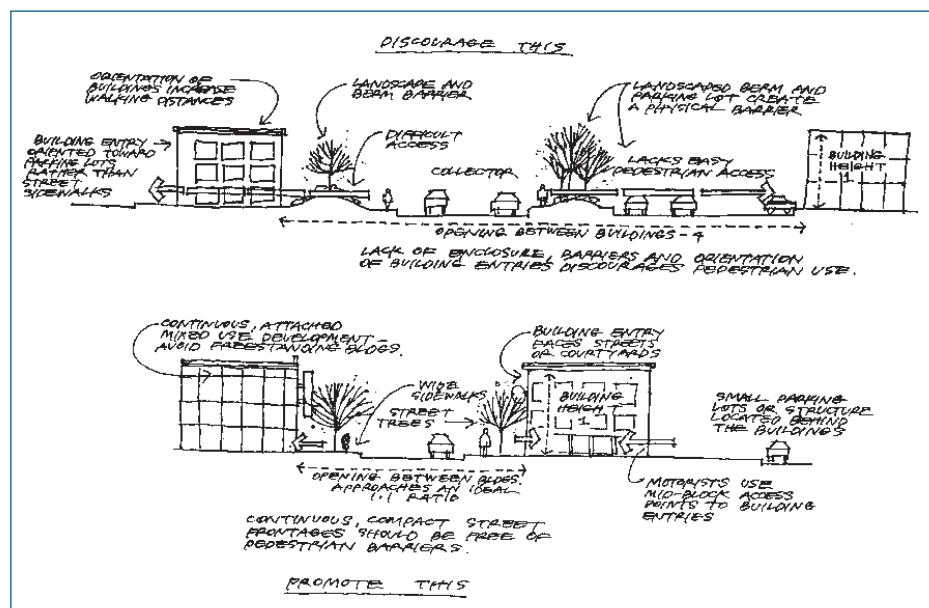 DISCOURAGE THIS
ORIENTATION OF
BUILDINGS INCREASE
WALKING DISTANCES
LANDSCAPE AND
BERM BARRIER
LANDSCAPED BERM AND
PARKING LOT CREATE
A PHYSICAL BARRIER
BUILDING ENTRY
ORIENTED TOWARD
PARKING LOTS
RATHER THAN
STREET
SIDEWALKS
DIFFICULT
ACCESS
COLLECTOR
LACKS EASY
PEDESTRIAN ACCESS
BUILDING
HEIGHT
1
OPENING BETWEEN BUILDINGS - 4
LACK OF ENCLOSURE, BARRIERS AND ORIENTATION
OF BUILDING ENTRIES DISCOURAGES PEDESTRIAN USE.
CONTINUOUS, ATTACHED
MIXED USE DEVELOPMENT -
AVOID FREESTANDING BLDGS.
BUILDING ENTRY
FACES STREETS
OR COURTYARDS
WIDE
SIDEWALKS
STREET
TREES
BUILDING
HEIGHT
1
SMALL PARKING
LOTS OR STRUCTURE
LOCATED BEHIND
THE BUILDINGS
OPENING BETWEEN BLDGS.
APPROACHES AN IDEAL
1:1 RATIO
MOTORISTS USE
MID-BLOCK ACCESS
POINTS TO BUILDING
ENTRIES
CONTINUOUS, COMPACT STREET
FRONTAGES SHOULD BE FREE OF
PEDESTRIAN BARRIERS.
PROMOTE THIS